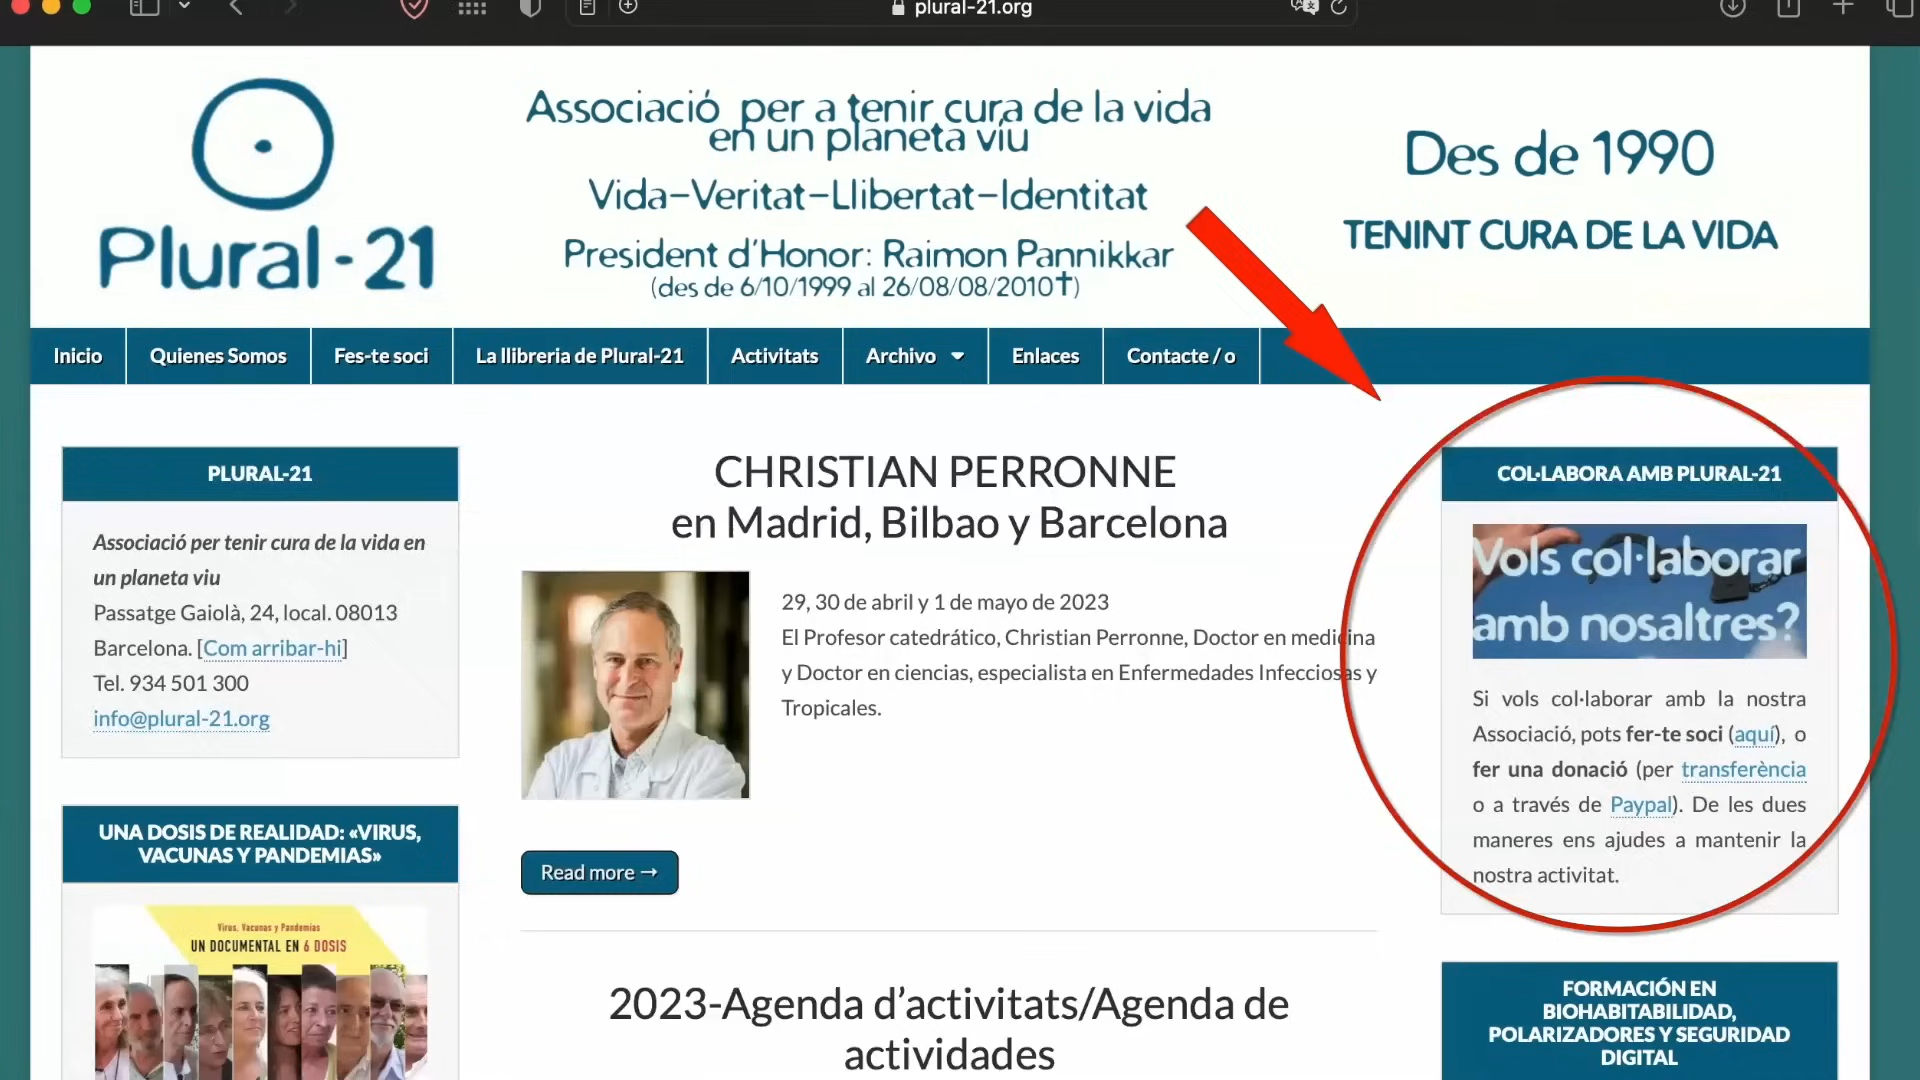 plural-21.org
Associació per a tenir cura de la vida
en un planeta viu
Vida-Veritat-Llibertat-Identitat
President d'Honor: Raimon Pannikkar
(des de 6/10/1999 al 26/08/08/2010✝)
Plural-21
Des de 1990
TENINT CURA DE LA VIDA
Inicio
Quienes Somos
Fes-te soci
La llibreria de Plural-21
Activitats
Archivo
Enlaces
Contacte / o
PLURAL-21
Associació per tenir cura de la vida en
un planeta viu
Passatge Gaiolà, 24, local. 08013
Barcelona. [Com arribar-hi]
Tel. 934 501 300
info@plural-21.org
UNA DOSIS DE REALIDAD: «VIRUS,
VACUNAS Y PANDEMIAS»
Virus, Vacunas y Pandemias
UN DOCUMENTAL EN 6 DOSIS
CHRISTIAN PERRONNE
en Madrid, Bilbao y Barcelona
29, 30 de abril y 1 de mayo de 2023
El Profesor catedrático, Christian Perronne, Doctor en medicina
y Doctor en ciencias, especialista en Enfermedades Infecciosas y
Tropicales.
Read more →
2023-Agenda d'activitats/Agenda de
actividades
COL·LABORA AMB PLURAL-21
Vols col·laborar
amb nosaltres?
Si vols col·laborar amb la nostra
Associació, pots fer-te soci (aquí), o
fer una donació (per transferència
o a través de Paypal). De les dues
maneres ens ajudes a mantenir la
nostra activitat.
FORMACIÓN EN
BIOHABITABILIDAD,
POLARIZADORES Y SEGURIDAD
DIGITAL